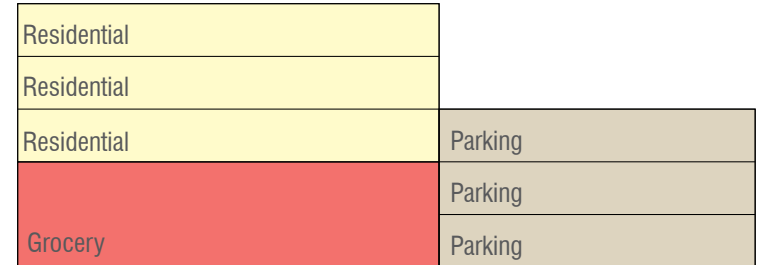 Residential
Residential
Residential
Parking
Parking
Grocery
Parking